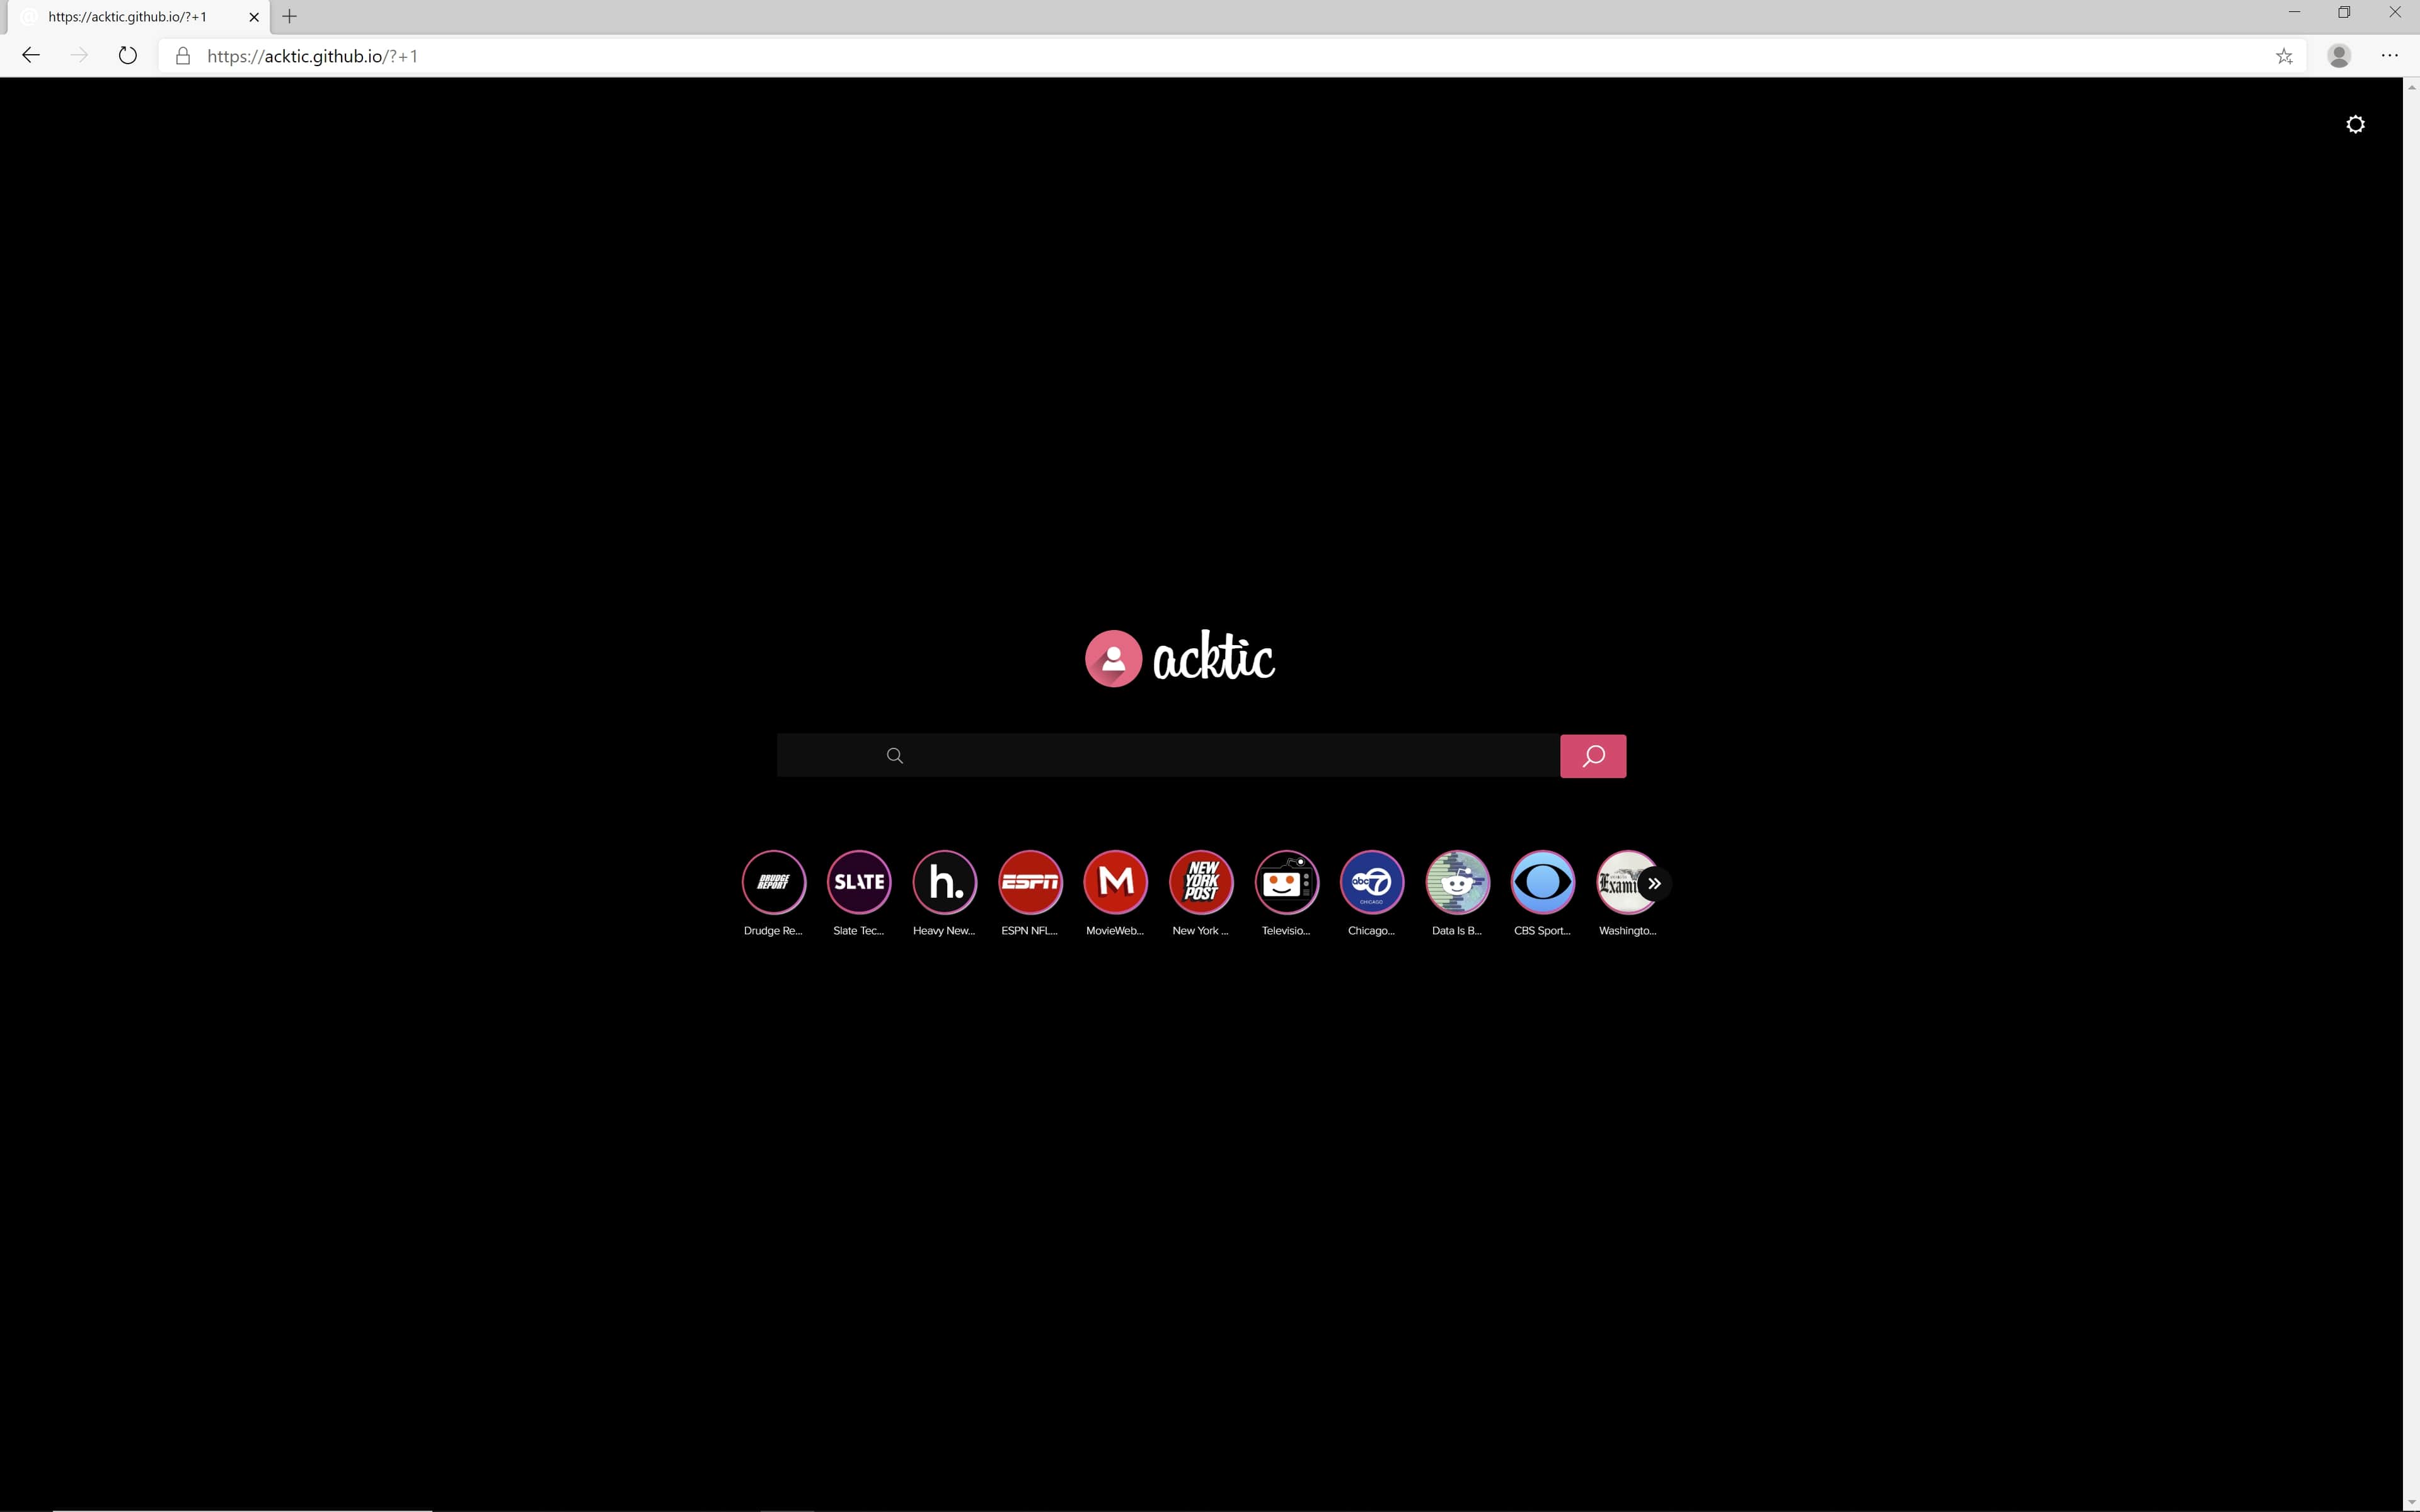 https://acktic.github.io/?+1
https://acktic.github.io/?+1
acktic
DRUDGE
REPORT
SLATE
h.
ESPN
M
NEW
YORK
POST
abc 7
CHICAGO
Exami
Drudge Re... Slate Tec... Heavy New... ESPN NFL... MovieWeb... New York ... Televisio... Chicago... Data Is B... CBS Sport... Washingto...